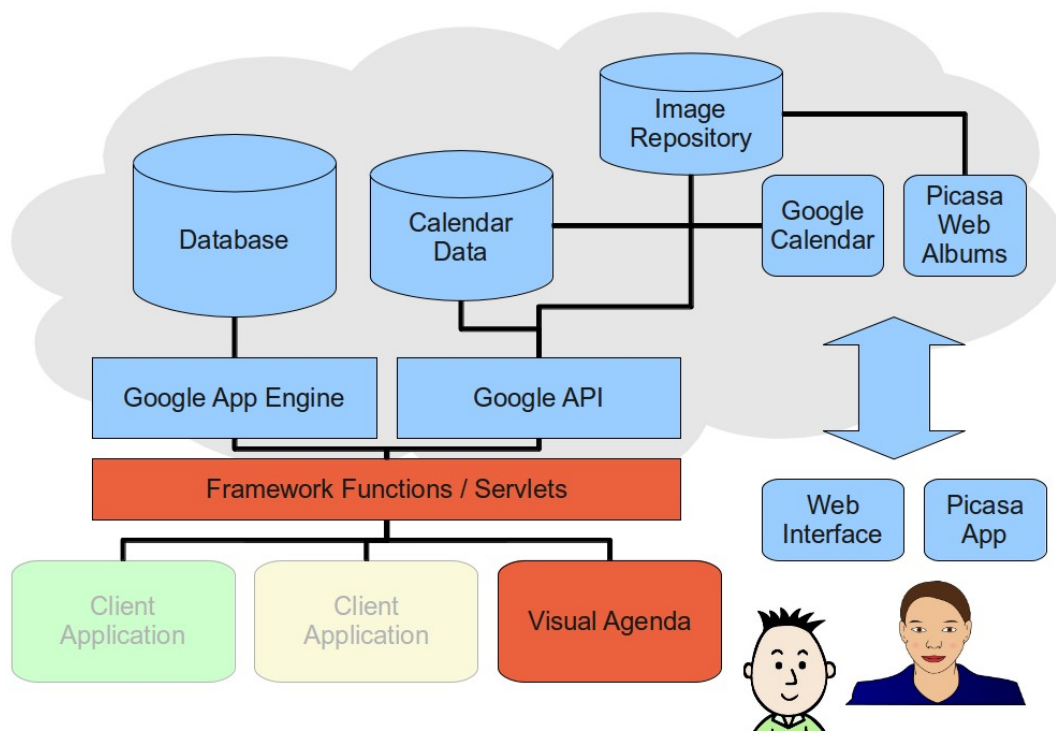 Image
Repository
Database
Calendar
Data
Google
Calendar
Picasa
Web
Albums
Google App Engine
Google API
Framework Functions / Servlets
Web
Interface
Picasa
App
Client
Application
Client
Application
Visual Agenda